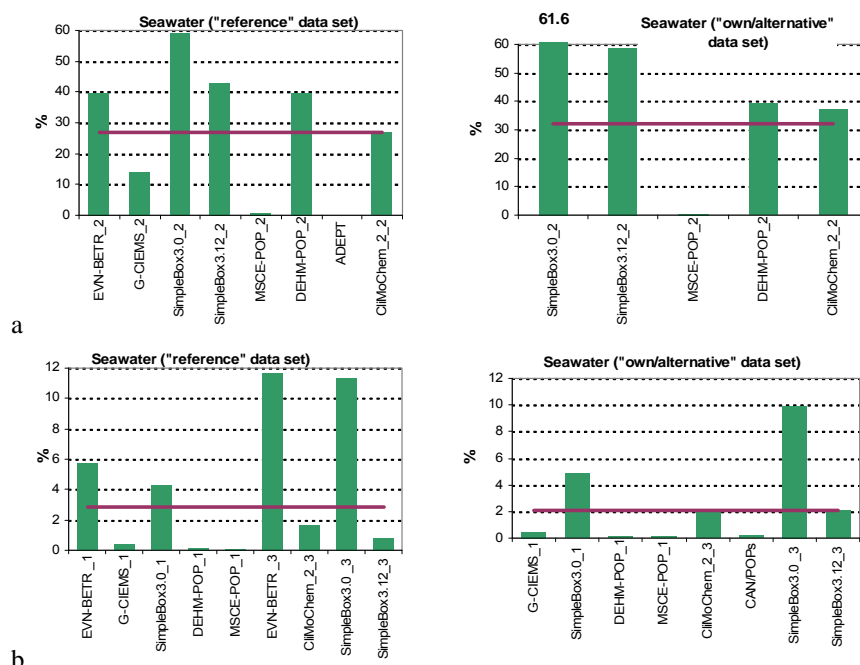 Seawater ("reference" data set)
%
60
50
40
30
20
10
0
EVN-BETR_2
G-CIEMS_2
SimpleBox3.0_2
SimpleBox3.12_2
MSCE-POP_2
DEHM-POP_2
ADEPT
CliMoChem_2_2
61.6
Seawater ("own/alternative"
data set)
%
60
50
40
30
20
10
0
SimpleBox3.0_2
SimpleBox3.12_2
MSCE-POP_2
DEHM-POP_2
CliMoChem_2_2
a
Seawater ("reference" data set)
%
12
10
8
6
4
2
0
EVN-BETR_1
G-CIEMS_1
SimpleBox3.0_1
DEHM-POP_1
MSCE-POP_1
EVN-BETR_3
CliMoChem_2_3
SimpleBox3.0_3
SimpleBox3.12_3
Seawater ("own/alternative" data set)
%
12
10
8
6
4
2
0
G-CIEMS_1
SimpleBox3.0_1
DEHM-POP_1
MSCE-POP_1
CliMoChem_2_3
CAN/POPs
SimpleBox3.0_3
SimpleBox3.12_3
b